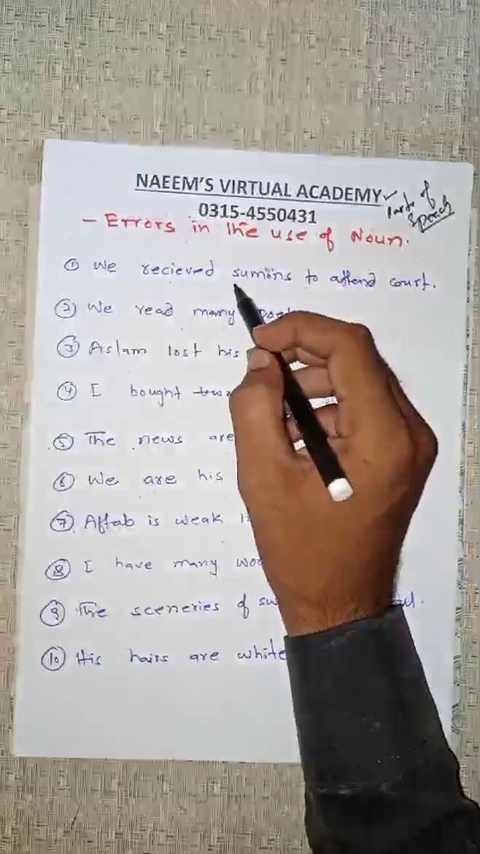 NAEEM'S VIRTUAL ACADEMY
Parts of Speech
0315-4550431
- Errors in the use of Noun.
① We recieved sumons to attend court.
② We read many
③ Aslam lost his
④ I bought
⑤ The news are
⑥ We are his
⑦ Aftab is weak
⑧ I have many
⑨ The sceneries of
⑩ His hairs are white